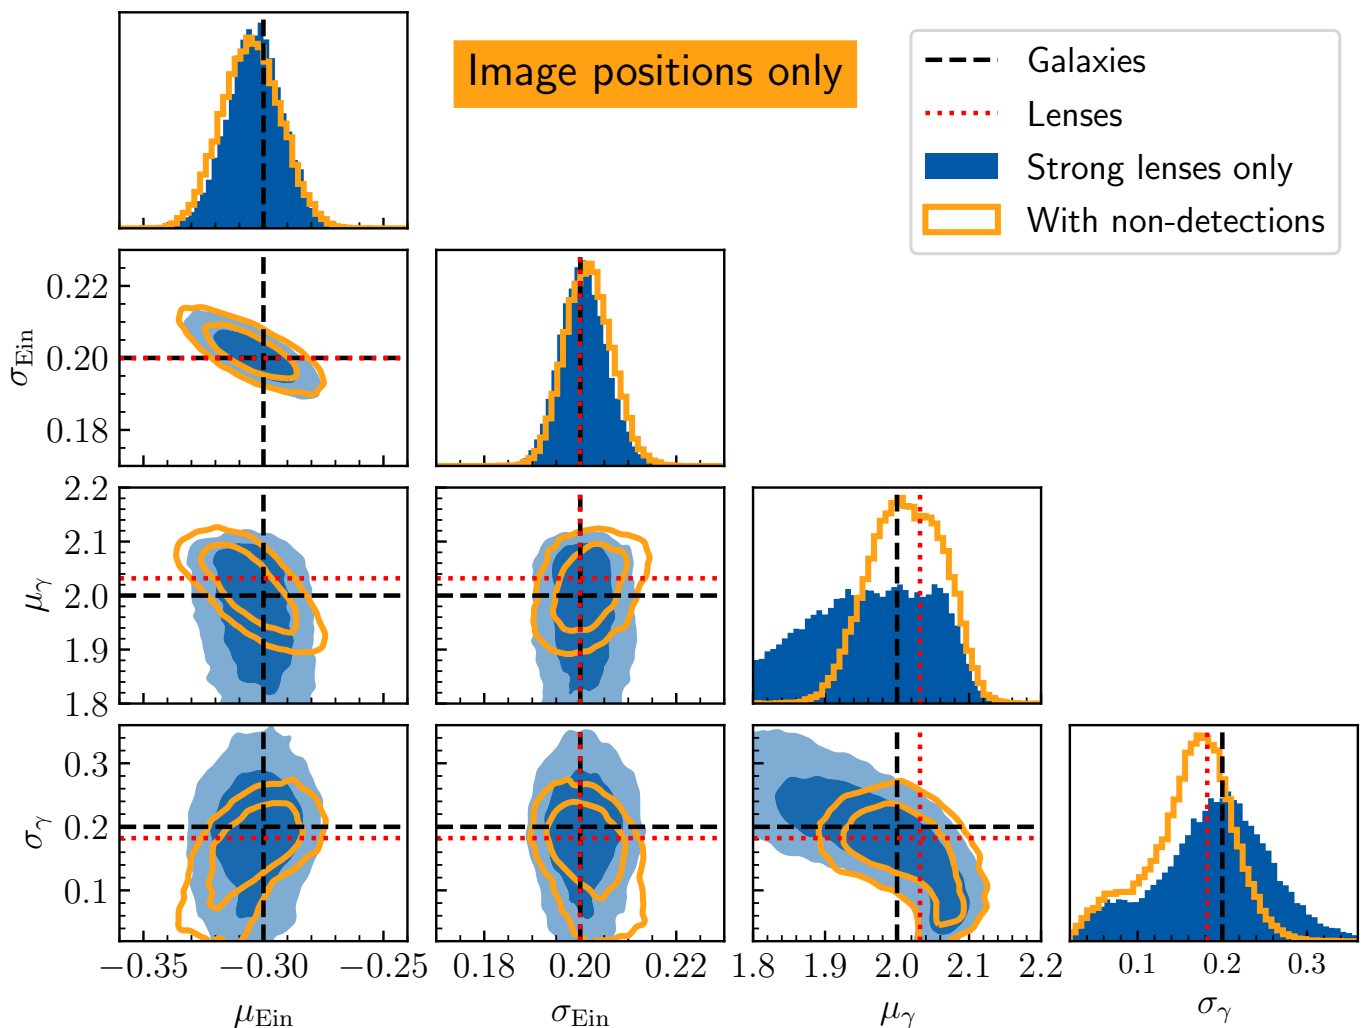 Image positions only
Galaxies
Lenses
Strong lenses only
With non-detections
0.22
0.20
0.18
σ_Ein
2.2
2.1
2.0
1.9
1.8
μ_γ
0.3
0.2
0.1
σ_γ
−0.35 −0.30 −0.25
0.18 0.20 0.22
1.8 1.9 2.0 2.1 2.2
0.1 0.2 0.3
μ_Ein
σ_Ein
μ_γ
σ_γ